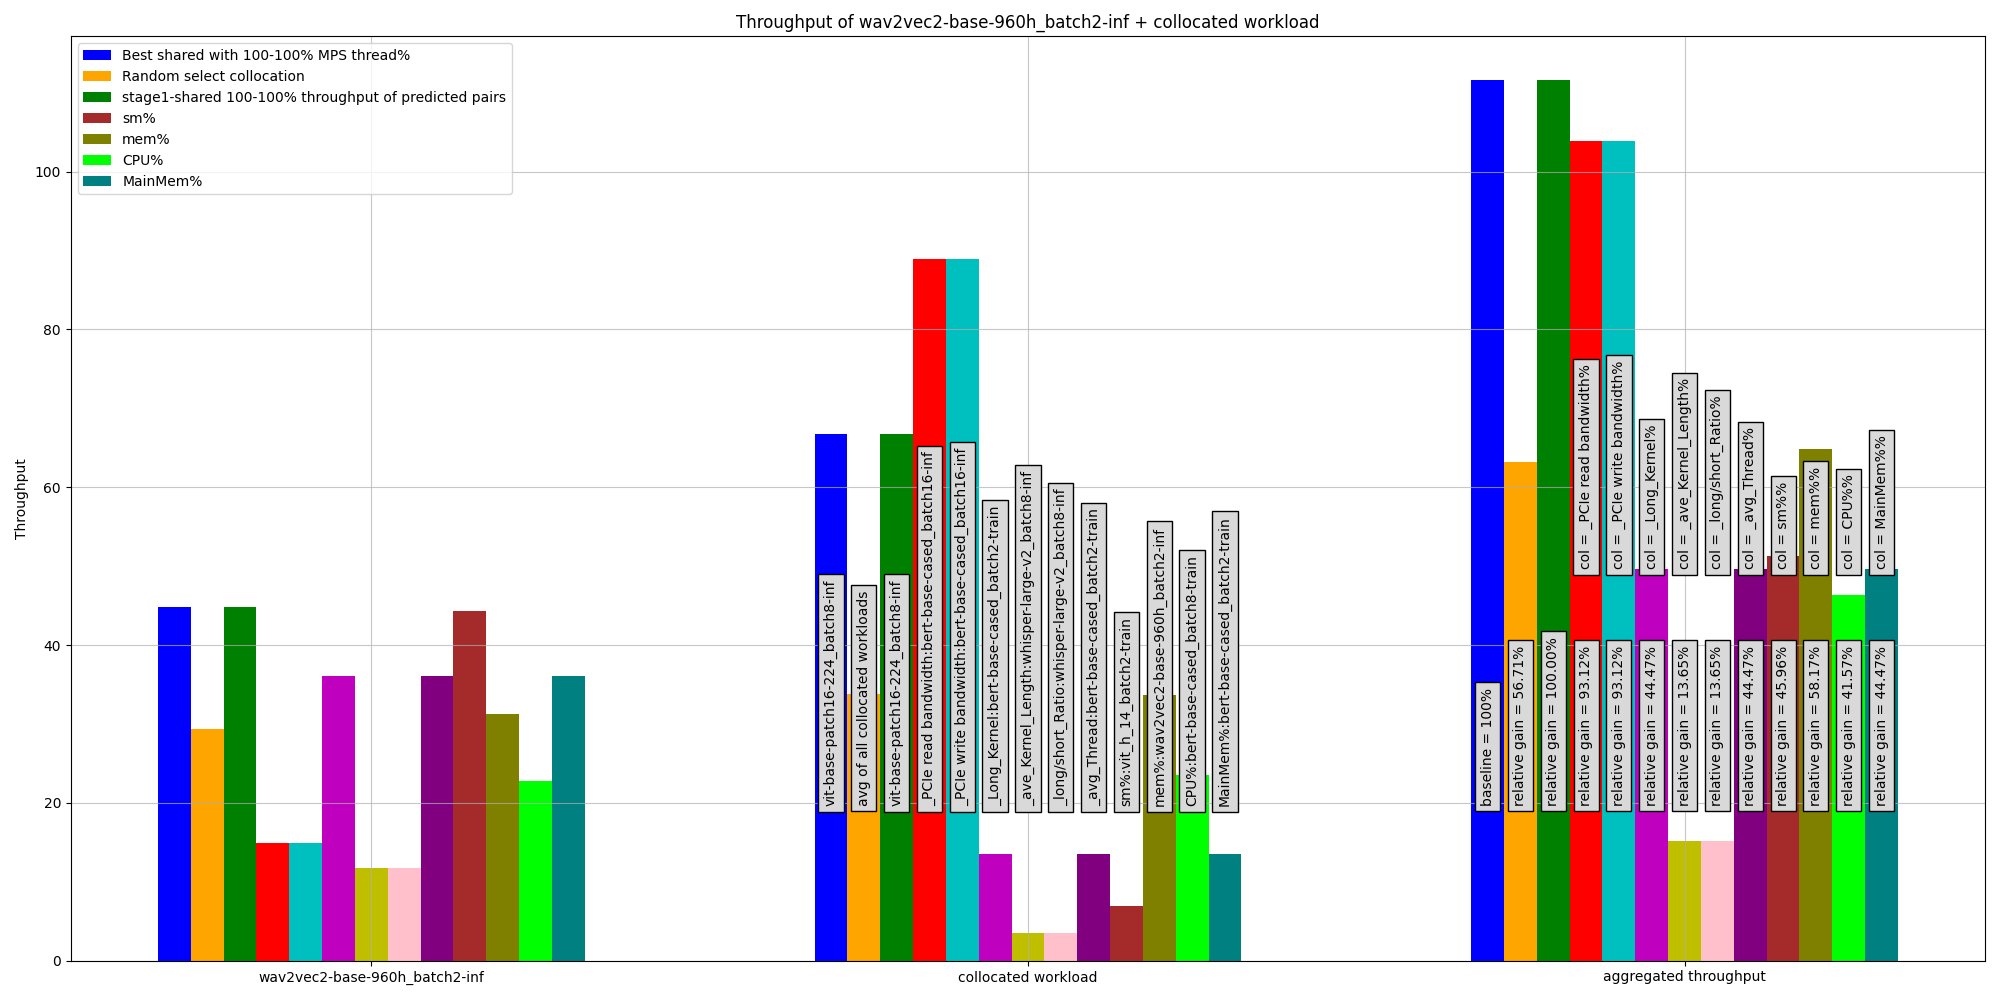 Throughput of wav2vec2-base-960h_batch2-inf + collocated workload
Best shared with 100-100% MPS thread%
Random select collocation
stage1-shared 100-100% throughput of predicted pairs
sm%
mem%
CPU%
MainMem%
Throughput
100
80
60
40
20
0
vit-base-patch16-224_batch8-inf
avg of all collocated workloads
vit-base-patch16-224_batch8-inf
_PCIe read bandwidth:bert-base-cased_batch16-inf
_PCIe write bandwidth:bert-base-cased_batch16-inf
_Long_Kernel:bert-base-cased_batch2-train
_ave_Kernel_Length:whisper-large-v2_batch8-inf
_long/short_Ratio:whisper-large-v2_batch8-inf
_avg_Thread:bert-base-cased_batch2-train
sm%:vit_h_14_batch2-train
mem%:wav2vec2-base-960h_batch2-inf
CPU%:bert-base-cased_batch8-train
MainMem%:bert-base-cased_batch2-train
col = _PCIe read bandwidth%
col = _PCIe write bandwidth%
col = _Long_Kernel%
col = _ave_Kernel_Length%
col = _long/short_Ratio%
col = _avg_Thread%
col = sm%%
col = mem%%
col = CPU%%
col = MainMem%%
baseline = 100%
relative gain = 56.71%
relative gain = 100.00%
relative gain = 93.12%
relative gain = 93.12%
relative gain = 44.47%
relative gain = 13.65%
relative gain = 13.65%
relative gain = 44.47%
relative gain = 45.96%
relative gain = 58.17%
relative gain = 41.57%
relative gain = 44.47%
wav2vec2-base-960h_batch2-inf
collocated workload
aggregated throughput